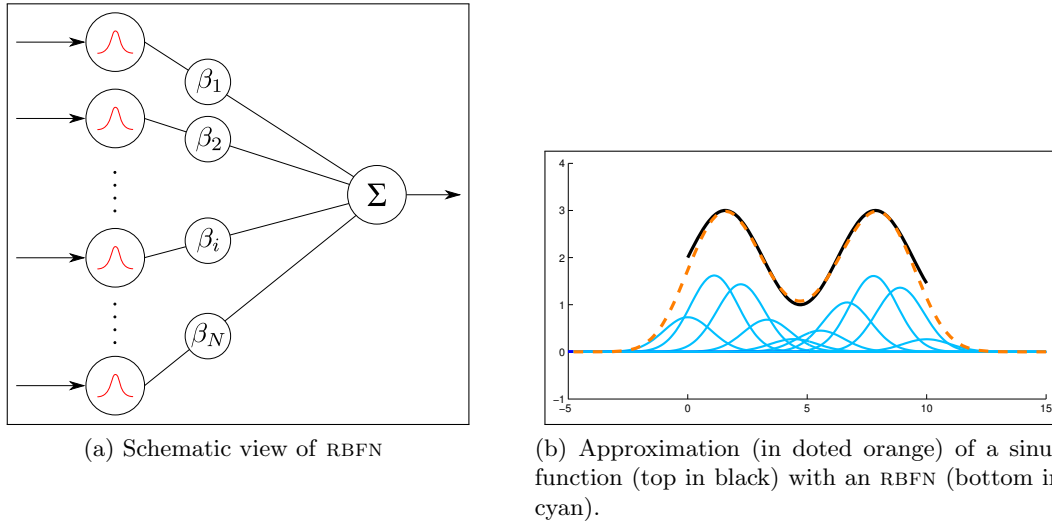 β1
β2
Σ
βi
βN
(a) Schematic view of RBFN
4
3
2
1
0
−1
−5
0
5
10
15
(b) Approximation (in doted orange) of a sinu
function (top in black) with an RBFN (bottom in
cyan).